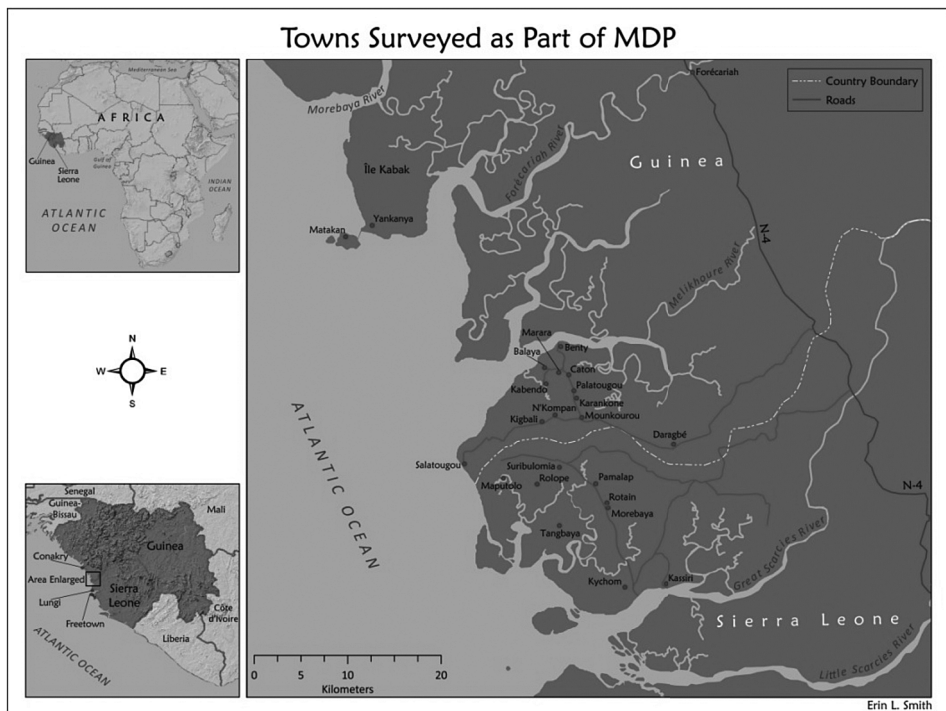 Towns Surveyed as Part of MDP
Mediterranean Sea
AFRICA
Guinea
Gulf of
Guinea
Sierra
Leone
INDIAN
OCEAN
ATLANTIC
OCEAN
N
W
E
S
Senegal
Guinea-
Bissau
Mali
Guinea
Conakry
Area Enlarged
Sierra
Leone
Lungi
Freetown
Côte
d'Ivoire
Liberia
ATLANTIC OCEAN
Forécariah
Country Boundary
Roads
Morebaya River
Forécariah River
Guinea
Île Kabak
Yankanya
Matakan
N-4
Melikhoure River
Marara
Benty
Balaya
Caton
Kabendo
Palatougou
Karankone
N'Kompan
Mounkourou
Kigbali
Daragbé
ATLANTIC OCEAN
Salatougou
Suribulomia
Maputolo
Rolope
Pamalap
N-4
Rotain
Morebaya
Tangbaya
Great Scarcies River
Kychom
Kassiri
Sierra Leone
Little Scarcies River
0 5 10 20
Kilometers
Erin L. Smith